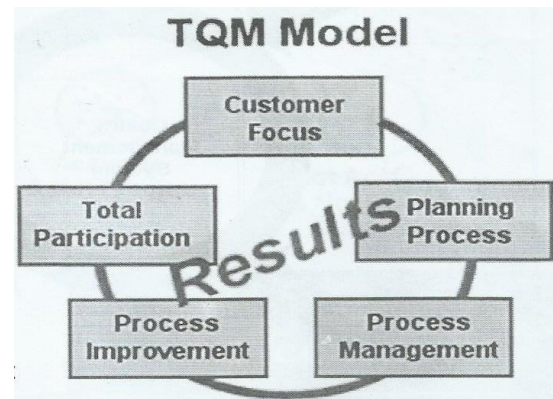 TQM Model
Customer
Focus
Total
Participation
Results
Planning
Process
Process
Improvement
Process
Management